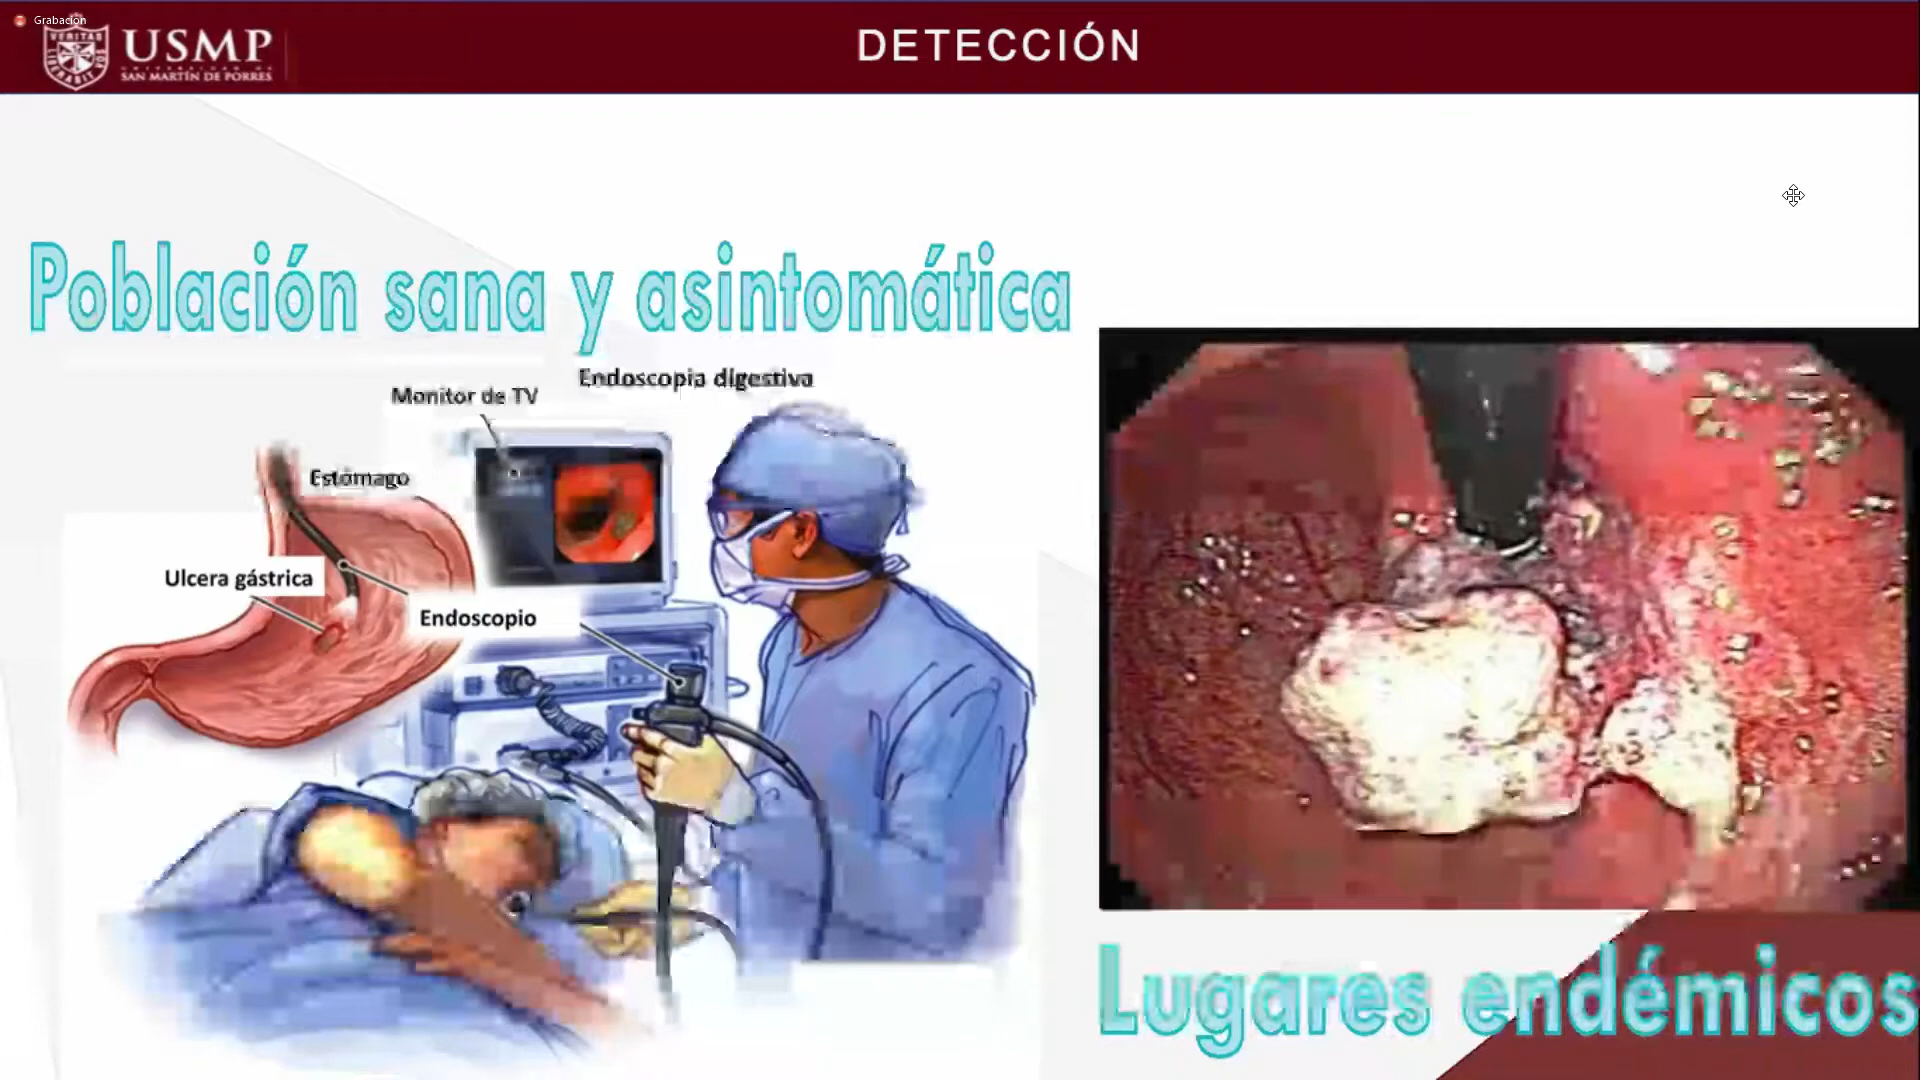 Grabación
USMP
UNIVERSIDAD DE
SAN MARTÍN DE PORRES
DETECCIÓN
Población sana y asintomática
Endoscopia digestiva
Monitor de TV
Estómago
Ulcera gástrica
Endoscopio
Lugares endémicos